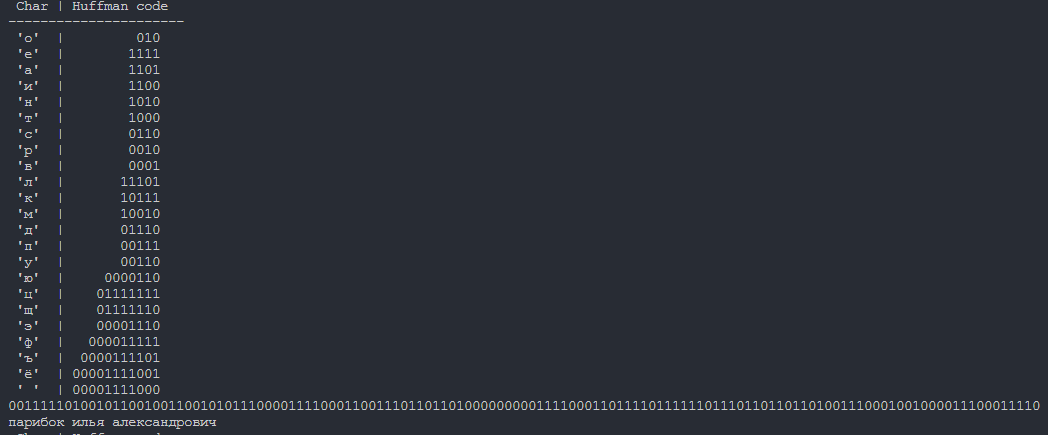 Char | Huffman code
----------------------
'о' | 010
'е' | 1111
'а' | 1101
'и' | 1100
'н' | 1010
'т' | 1000
'с' | 0110
'р' | 0010
'в' | 0001
'л' | 11101
'к' | 10111
'м' | 10010
'д' | 01110
'п' | 00111
'у' | 00110
'ю' | 0000110
'ц' | 01111111
'щ' | 01111110
'э' | 00001110
'ф' | 000011111
'ъ' | 0000111101
'ё' | 00001111001
' ' | 00001111000
001111101001011001001100101011100001111000110011101101101000000000111100011011110111111011101101101101001110001001000011100011110
парибок илья александрович